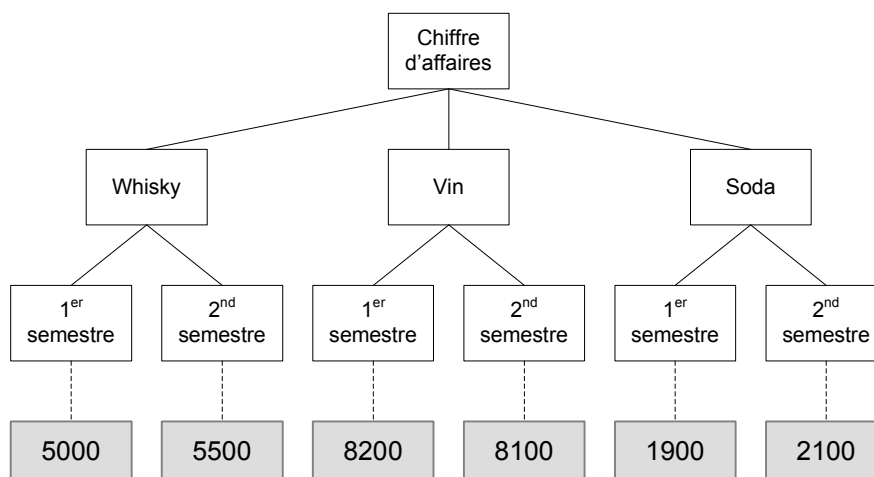 Chiffre
d’affaires
Whisky
Vin
Soda
1er
semestre
2nd
semestre
1er
semestre
2nd
semestre
1er
semestre
2nd
semestre
5000
5500
8200
8100
1900
2100